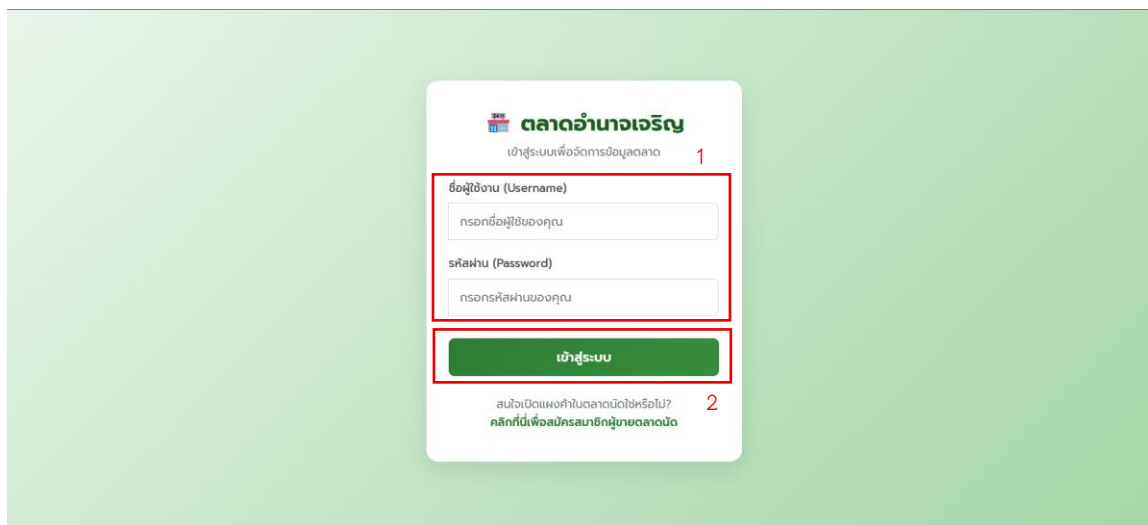 ตลาดอำนาจเจริญ
เข้าสู่ระบบเพื่อจัดการข้อมูลตลาด
1
ชื่อผู้ใช้งาน (Username)
กรอกชื่อผู้ใช้ของคุณ
รหัสผ่าน (Password)
กรอกรหัสผ่านของคุณ
เข้าสู่ระบบ
สนใจเปิดแผงค้าในตลาดนัดใช่หรือไม่?
2
คลิกที่นี่เพื่อสมัครสมาชิกผู้ขายตลาดนัด